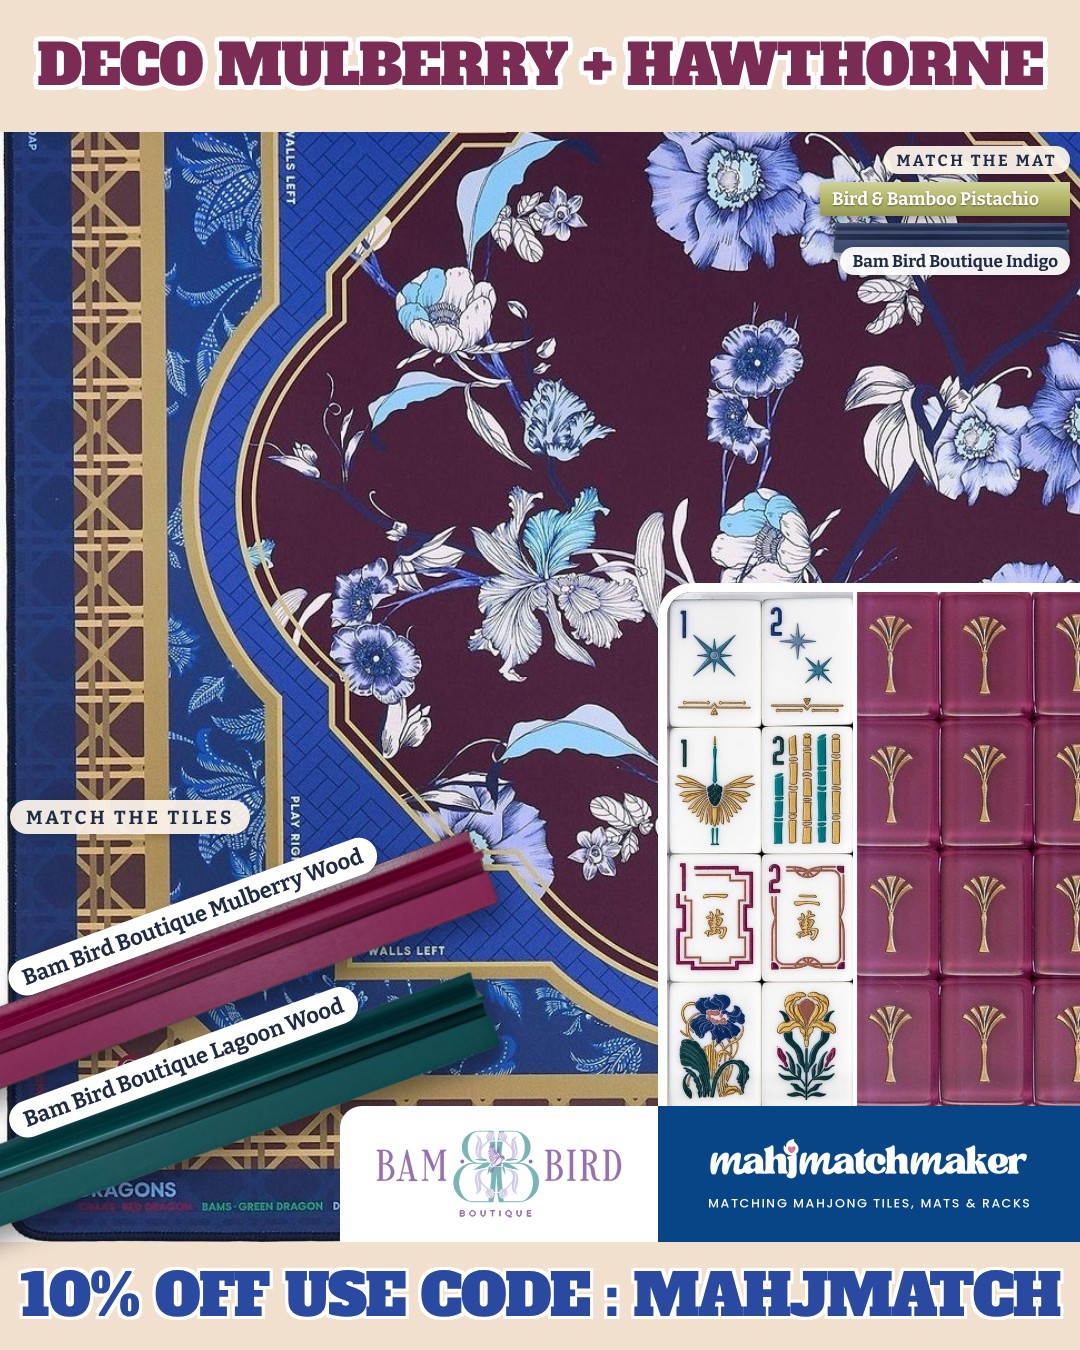 DECO MULBERRY + HAWTHORNE
WALLS LEFT
MATCH THE MAT
Bird & Bamboo Pistachio
Bam Bird Boutique Indigo
1
2
1
2
1
一
萬
2
二
萬
MATCH THE TILES
PLAY RIG
Bam Bird Boutique Mulberry Wood
WALLS LEFT
Bam Bird Boutique Lagoon Wood
BAM BIRD
BOUTIQUE
mahjmatchmaker
MATCHING MAHJONG TILES, MATS & RACKS
RAGONS
CRAKS - RED DRAGON BAMS - GREEN DRAGON D
10% OFF USE CODE : MAHJMATCH